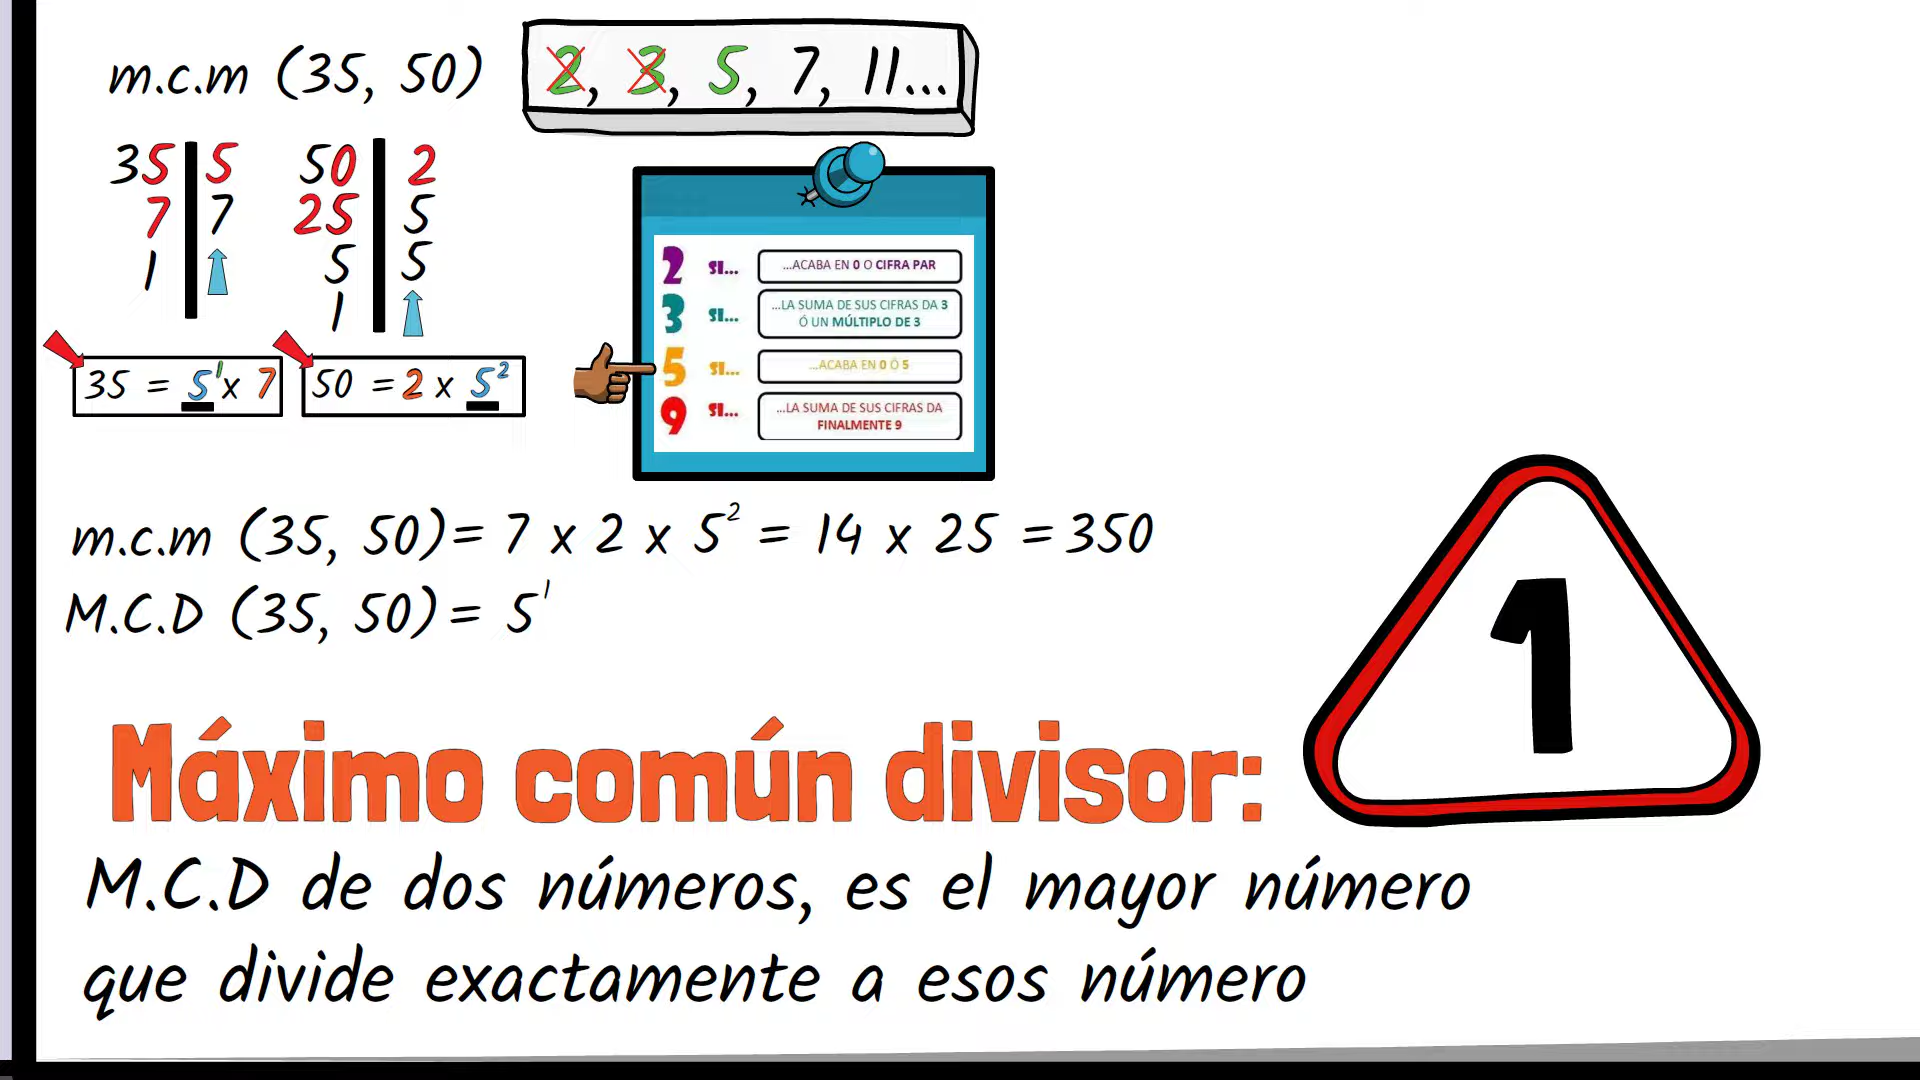 m.c.m (35, 50)
2, 3, 5, 7, 11...
35 5
7 7
1
50 2
25 5
5 5
1
35 = 5¹ x 7
50 = 2 x 5²
2 SI... ...ACABA EN 0 O CIFRA PAR
3 SI... ...LA SUMA DE SUS CIFRAS DA 3
Ó UN MÚLTIPLO DE 3
5 SI... ...ACABA EN 0 Ó 5
9 SI... ...LA SUMA DE SUS CIFRAS DA
FINALMENTE 9
m.c.m (35, 50)= 7 x 2 x 5² = 14 x 25 = 350
M.C.D (35, 50)= 5¹
1
Máximo común divisor:
M.C.D de dos números, es el mayor número
que divide exactamente a esos número